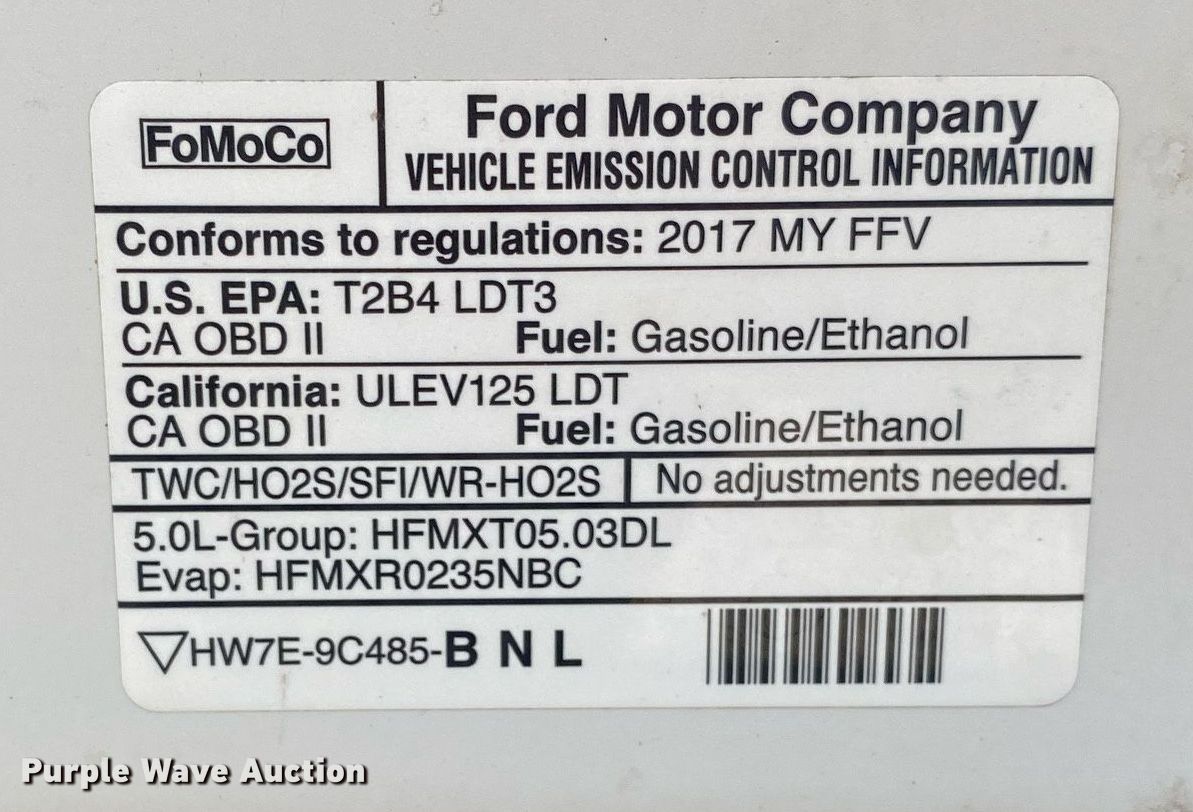 FoMoCo
Ford Motor Company
VEHICLE EMISSION CONTROL INFORMATION
Conforms to regulations: 2017 MY FFV
U.S. EPA: T2B4 LDT3
CA OBD II Fuel: Gasoline/Ethanol
California: ULEV125 LDT
CA OBD II Fuel: Gasoline/Ethanol
TWC/HO2S/SFI/WR-HO2S No adjustments needed.
5.0L-Group: HFMXT05.03DL
Evap: HFMXR0235NBC
HW7E-9C485-B N L
Purple Wave Auction